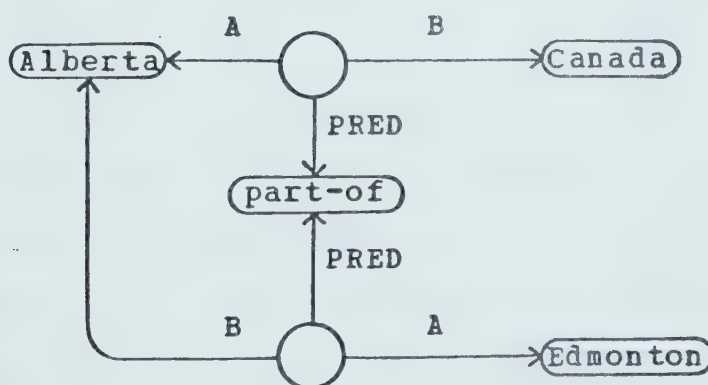 A B
Alberta Canada
PRED
part-of
PRED
B A
Edmonton